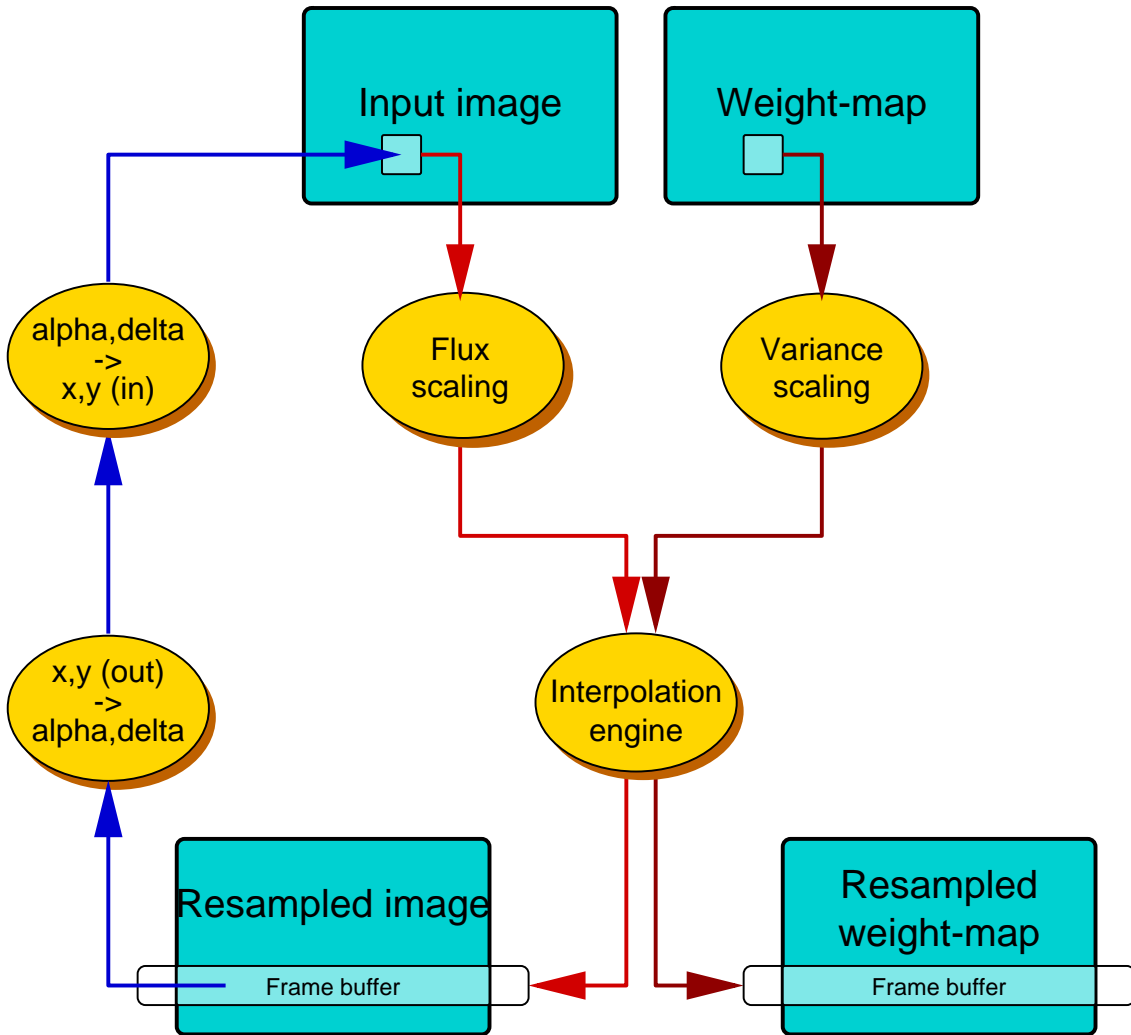 Input image
Weight-map
alpha,delta
->
x,y (in)
Flux
scaling
Variance
scaling
x,y (out)
->
alpha,delta
Interpolation
engine
Resampled image
Frame buffer
Resampled
weight-map
Frame buffer